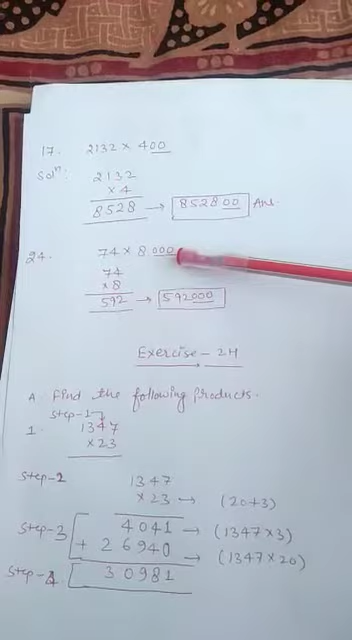 17. 2132 × 400
Solⁿ: 2132
× 4
8528 → 852800 Ans
24. 74 × 8000
74
× 8
592 → 592000
Exercise - 2H
A. Find the following products.
Step-1
1. 1347
× 23
Step-2 1347
× 23 → (20+3)
Step-3 4041 → (1347×3)
+ 26940 → (1347×20)
Step-4 30981